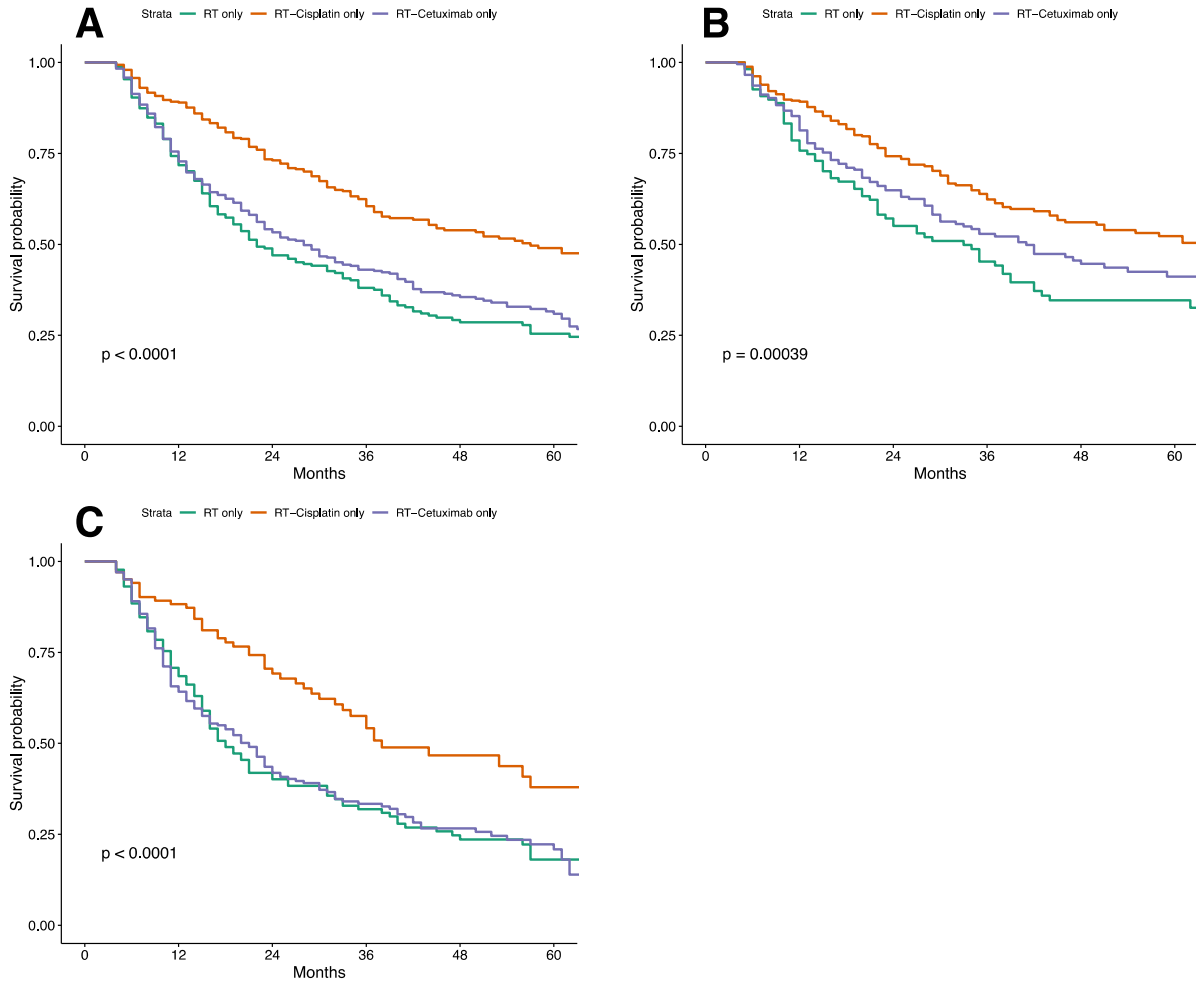 A
Strata RT only RT−Cisplatin only RT−Cetuximab only
1.00
0.75
0.50
0.25
0.00
Survival probability
p < 0.0001
0 12 24 36 48 60
Months
B
Strata RT only RT−Cisplatin only RT−Cetuximab only
1.00
0.75
0.50
0.25
0.00
Survival probability
p = 0.00039
0 12 24 36 48 60
Months
C
Strata RT only RT−Cisplatin only RT−Cetuximab only
1.00
0.75
0.50
0.25
0.00
Survival probability
p < 0.0001
0 12 24 36 48 60
Months